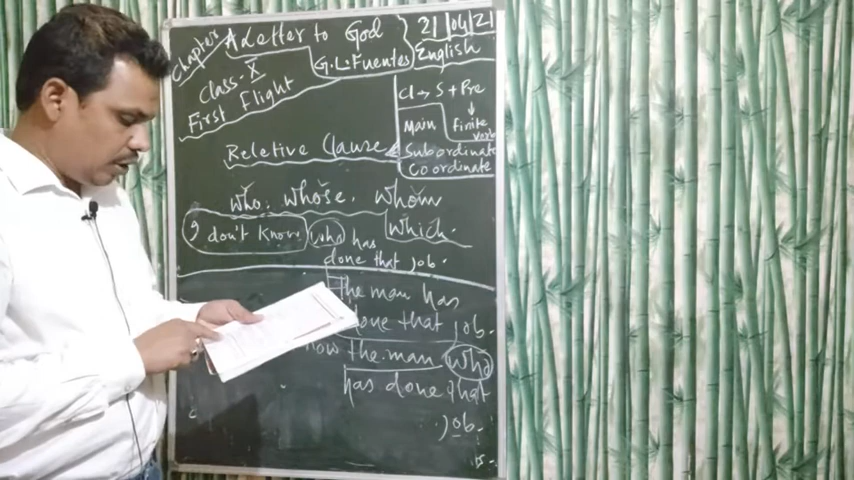 Chapter A Letter to God
21/04/21
G.L. Fuentes
English
Class. X
First Flight
Cl → S + Pre
Main Finite verb
Reletive Clause
Subordinate
Coordinate
who, whose, whom
which.
I don't know who has
done that job.
The man has
done that job.
the man who
has done that
job.